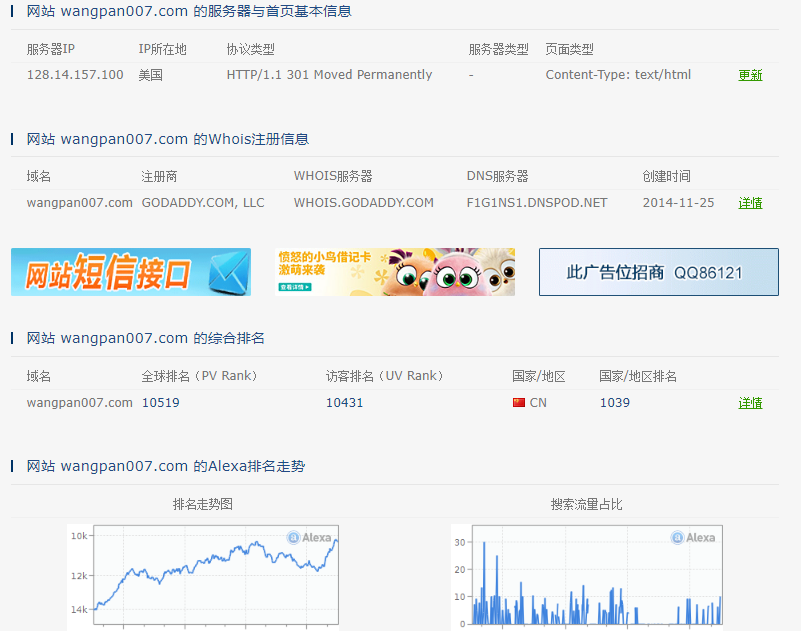 网站 wangpan007.com 的服务器与首页基本信息
服务器IP IP所在地 协议类型 服务器类型 页面类型
128.14.157.100 美国 HTTP/1.1 301 Moved Permanently - Content-Type: text/html 更新
网站 wangpan007.com 的Whois注册信息
域名 注册商 WHOIS服务器 DNS服务器 创建时间
wangpan007.com GODADDY.COM, LLC WHOIS.GODADDY.COM F1G1NS1.DNSPOD.NET 2014-11-25 详情
网站短信接口
愤怒的小鸟借记卡
激萌来袭
查看详情
此广告位招商 QQ86121
网站 wangpan007.com 的综合排名
域名 全球排名（PV Rank） 访客排名（UV Rank） 国家/地区 国家/地区排名
wangpan007.com 10519 10431 CN 1039 详情
网站 wangpan007.com 的Alexa排名走势
排名走势图 搜索流量占比
a Alexa
10k
12k
14k
a Alexa
30
20
10
0